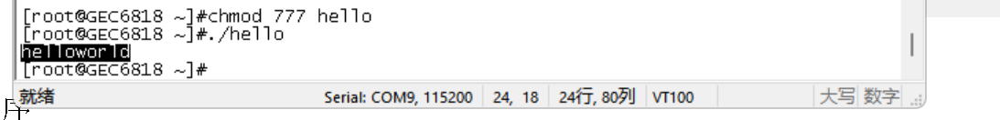 [root@GEC6818 ~]#chmod 777 hello
[root@GEC6818 ~]#./hello
helloworld
[root@GEC6818 ~]#
就绪 Serial: COM9, 115200 24, 18 24行, 80列 VT100 大写 数字